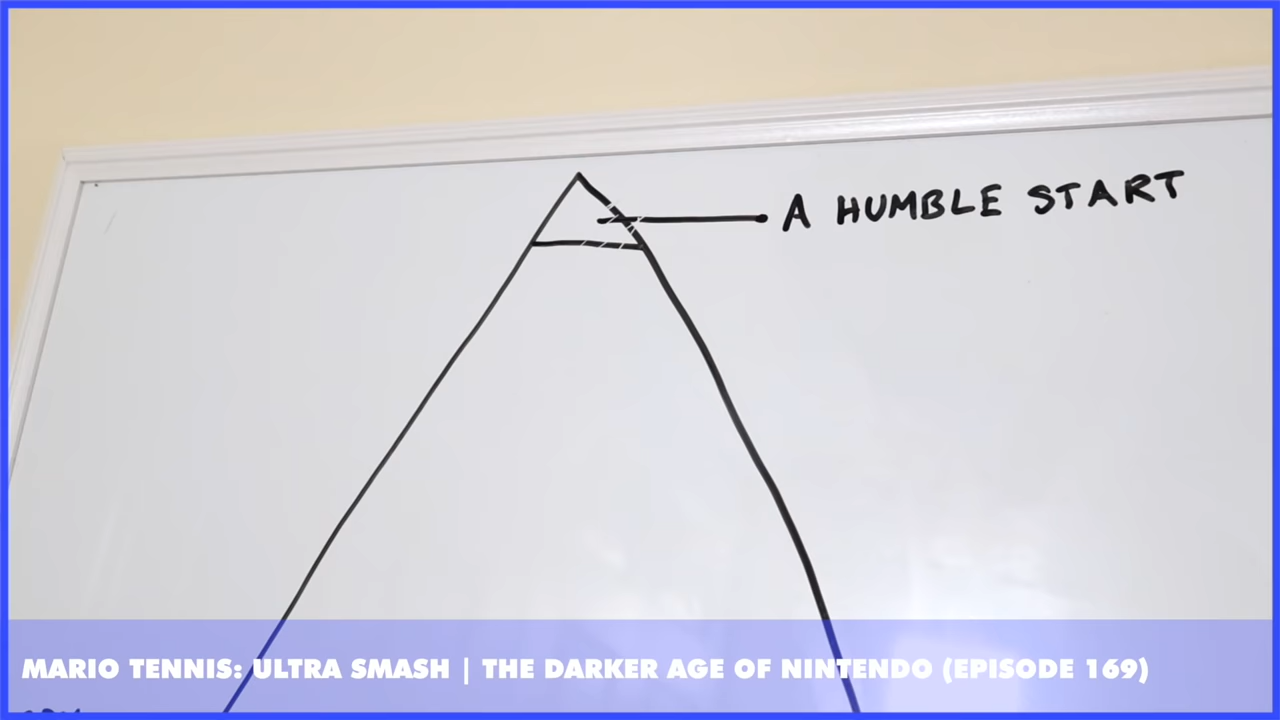 A HUMBLE START
MARIO TENNIS: ULTRA SMASH | THE DARKER AGE OF NINTENDO (EPISODE 169)